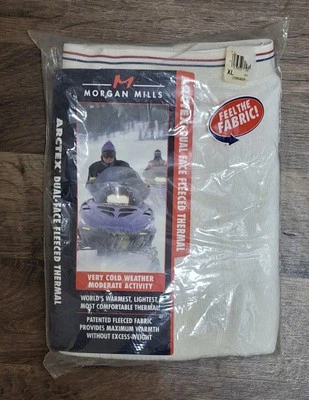 M
MORGAN MILLS
XL
FEEL THE
FABRIC!
ARCTEX DUAL FACE FLEECED THERMAL
ARCTEX DUAL FACE FLEECED THERMAL
VERY COLD WEATHER
MODERATE ACTIVITY
WORLD'S WARMEST, LIGHTEST,
MOST COMFORTABLE THERMAL
PATENTED FLEECED FABRIC
PROVIDES MAXIMUM WARMTH
WITHOUT EXCESS WEIGHT